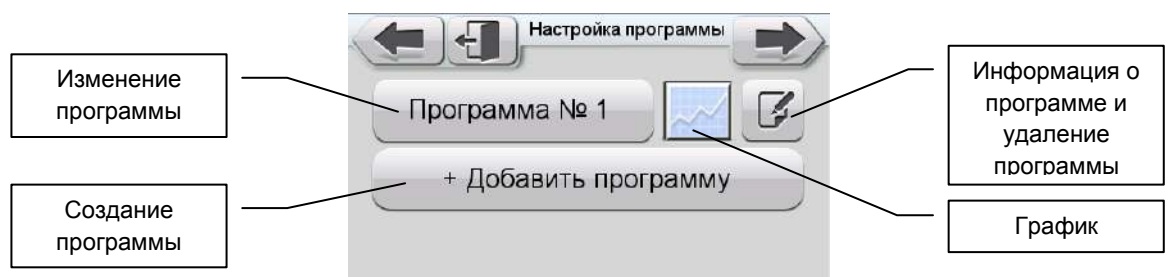 Настройка программы
Изменение
программы
Программа № 1
Информация о
программе и
удаление
программы
+ Добавить программу
Создание
программы
График